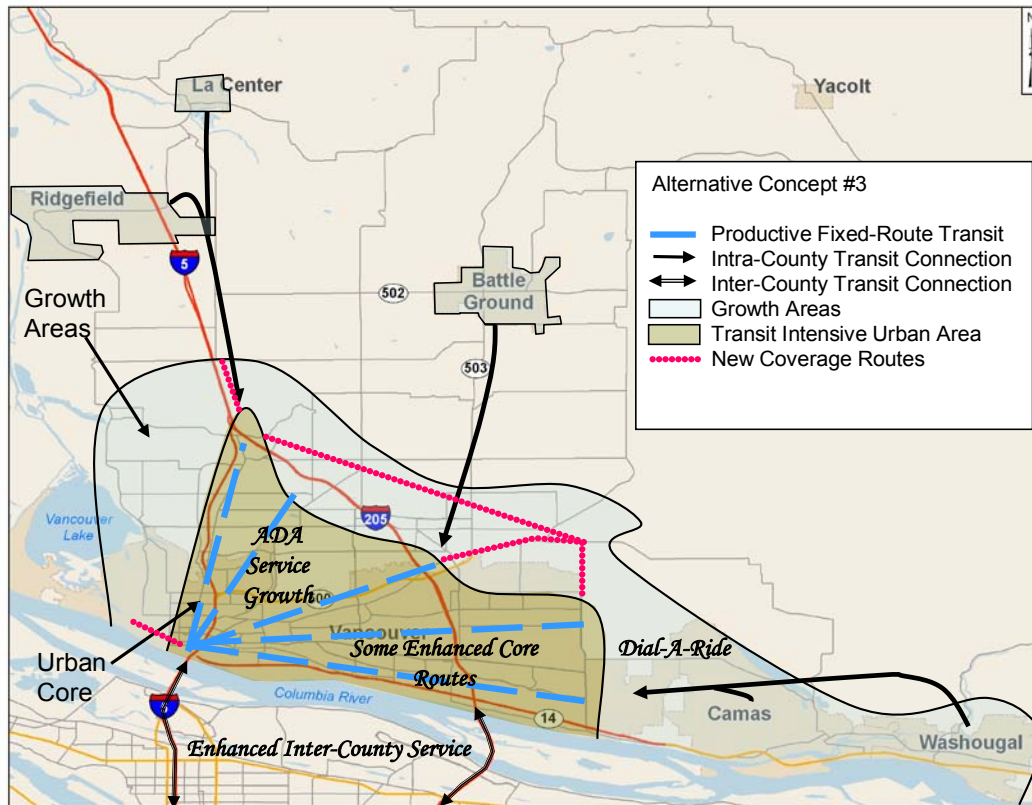 N
La Center
Yacolt
Ridgefield
Alternative Concept #3
Productive Fixed-Route Transit
Intra-County Transit Connection
Inter-County Transit Connection
Growth Areas
Transit Intensive Urban Area
New Coverage Routes
5
Growth
Areas
502
Battle
Ground
503
Vancouver
Lake
205
ADA
Service
Growth
Vancouver
Some Enhanced Core
Routes
Dial-A-Ride
Urban
Core
Columbia River
14
Camas
Washougal
Enhanced Inter-County Service